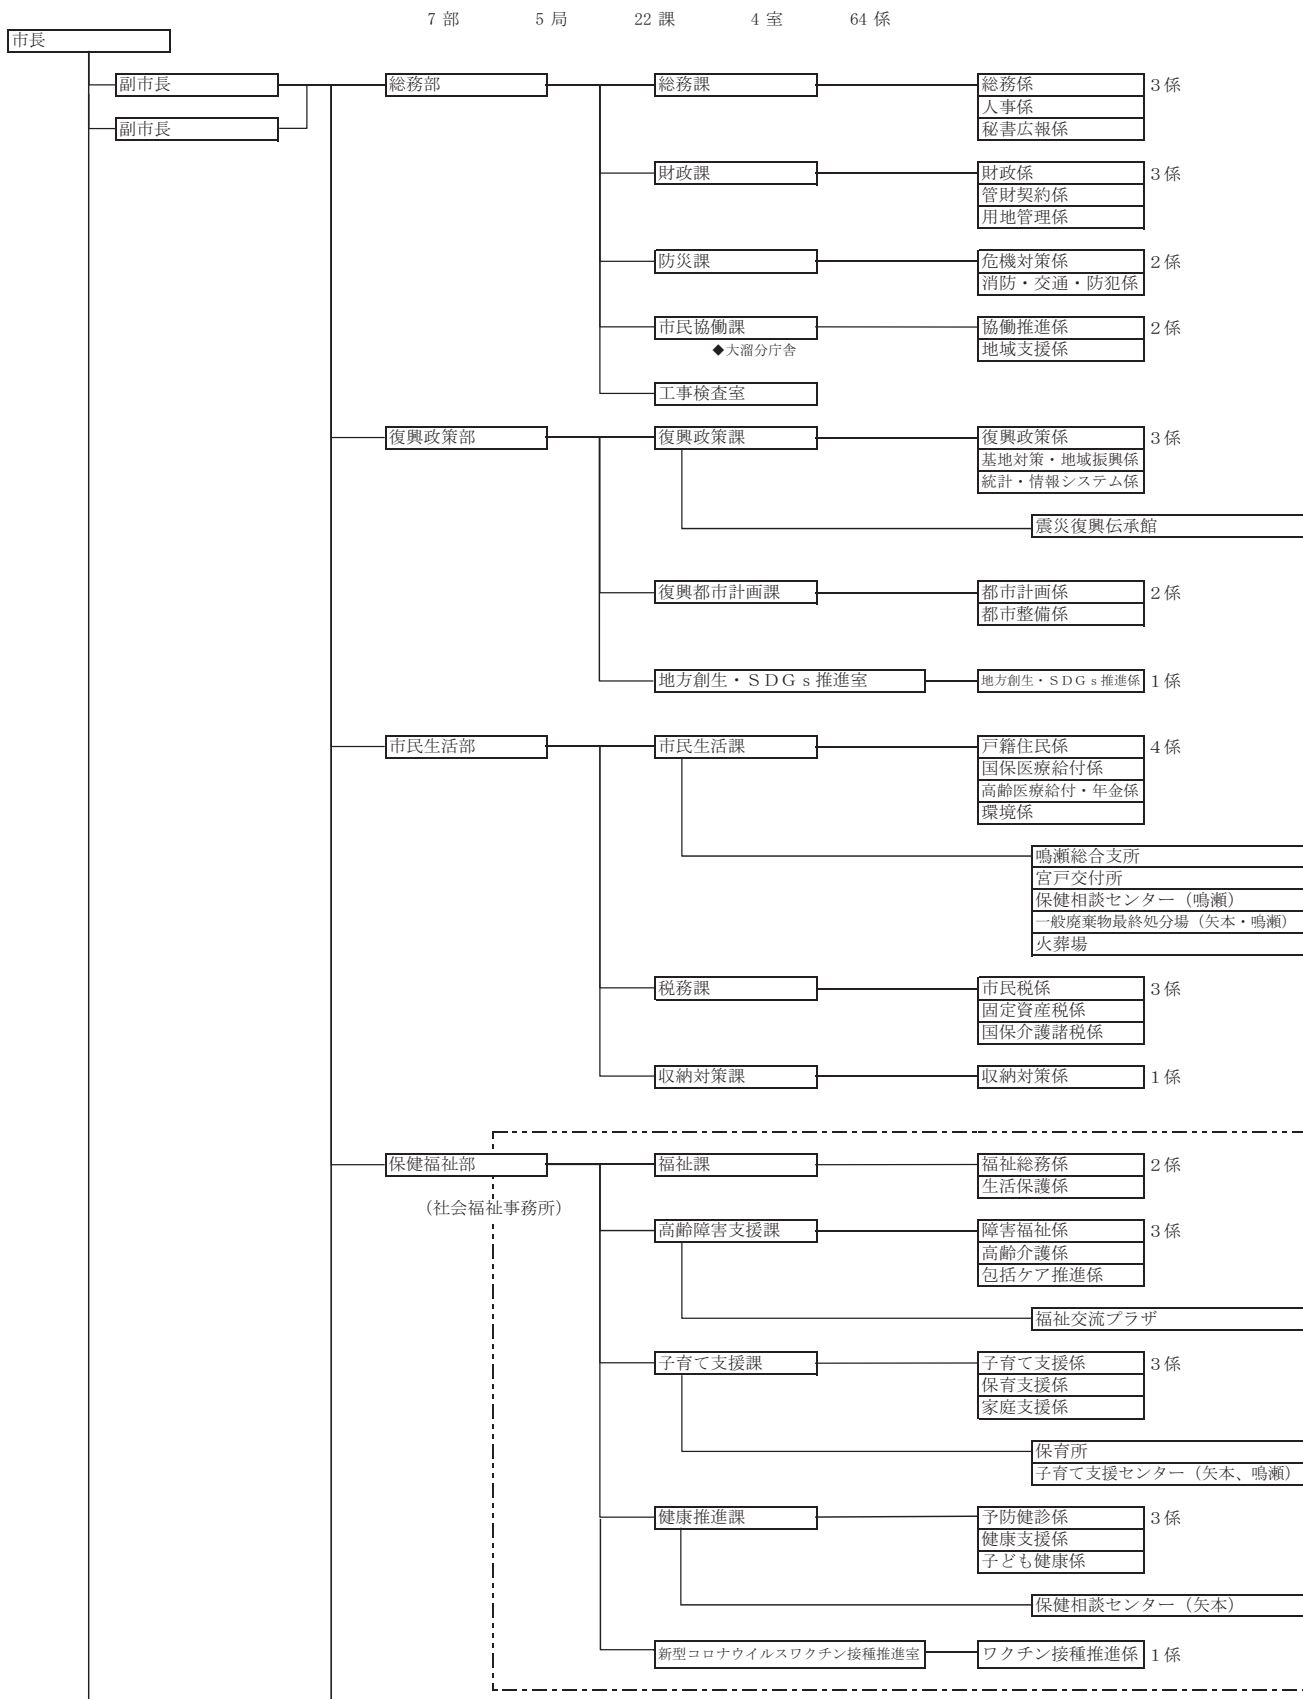 7 部 5 局 22 課 4 室 64 係
市長
副市長 総務部 総務課 総務係 3係
人事係
副市長
秘書広報係
財政課 財政係 3係
管財契約係
用地管理係
防災課 危機対策係 2係
消防・交通・防犯係
市民協働課 協働推進係 2係
◆大溜分庁舎 地域支援係
工事検査室
復興政策部 復興政策課 復興政策係 3係
基地対策・地域振興係
統計・情報システム係
震災復興伝承館
復興都市計画課 都市計画係 2係
都市整備係
地方創生・ＳＤＧｓ推進室 地方創生・ＳＤＧｓ推進係 1係
市民生活部 市民生活課 戸籍住民係 4係
国保医療給付係
高齢医療給付・年金係
環境係
鳴瀬総合支所
宮戸交付所
保健相談センター（鳴瀬）
一般廃棄物最終処分場（矢本・鳴瀬）
火葬場
税務課 市民税係 3係
固定資産税係
国保介護諸税係
収納対策課 収納対策係 1係
保健福祉部 福祉課 福祉総務係 2係
生活保護係
（社会福祉事務所）
高齢障害支援課 障害福祉係 3係
高齢介護係
包括ケア推進係
福祉交流プラザ
子育て支援課 子育て支援係 3係
保育支援係
家庭支援係
保育所
子育て支援センター（矢本、鳴瀬）
健康推進課 予防健診係 3係
健康支援係
子ども健康係
保健相談センター（矢本）
新型コロナウイルスワクチン接種推進室 ワクチン接種推進係 1係